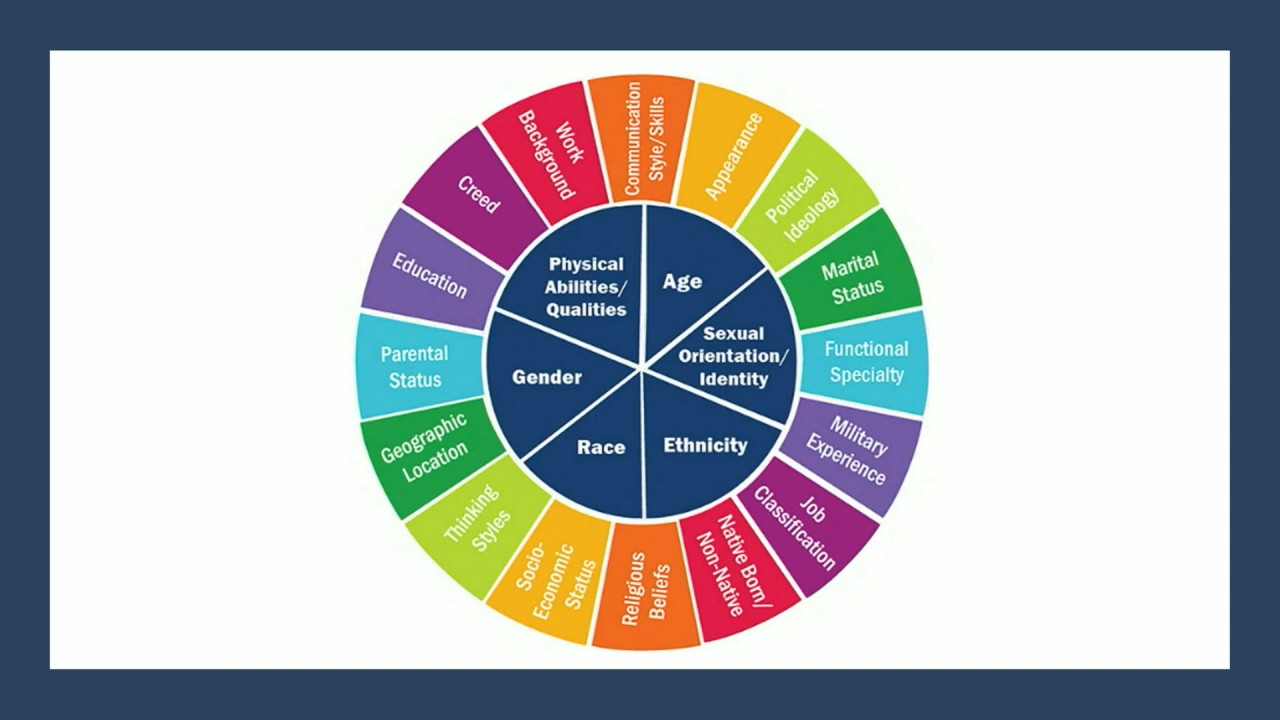 Communication
Style/Skills
Appearance
Political
Ideology
Marital
Status
Functional
Specialty
Military
Experience
Job
Classification
Native Born/
Non-Native
Religious
Beliefs
Socio-
Economic
Status
Thinking
Styles
Geographic
Location
Parental
Status
Education
Creed
Work
Background
Physical
Abilities/
Qualities
Age
Sexual
Orientation/
Identity
Ethnicity
Race
Gender